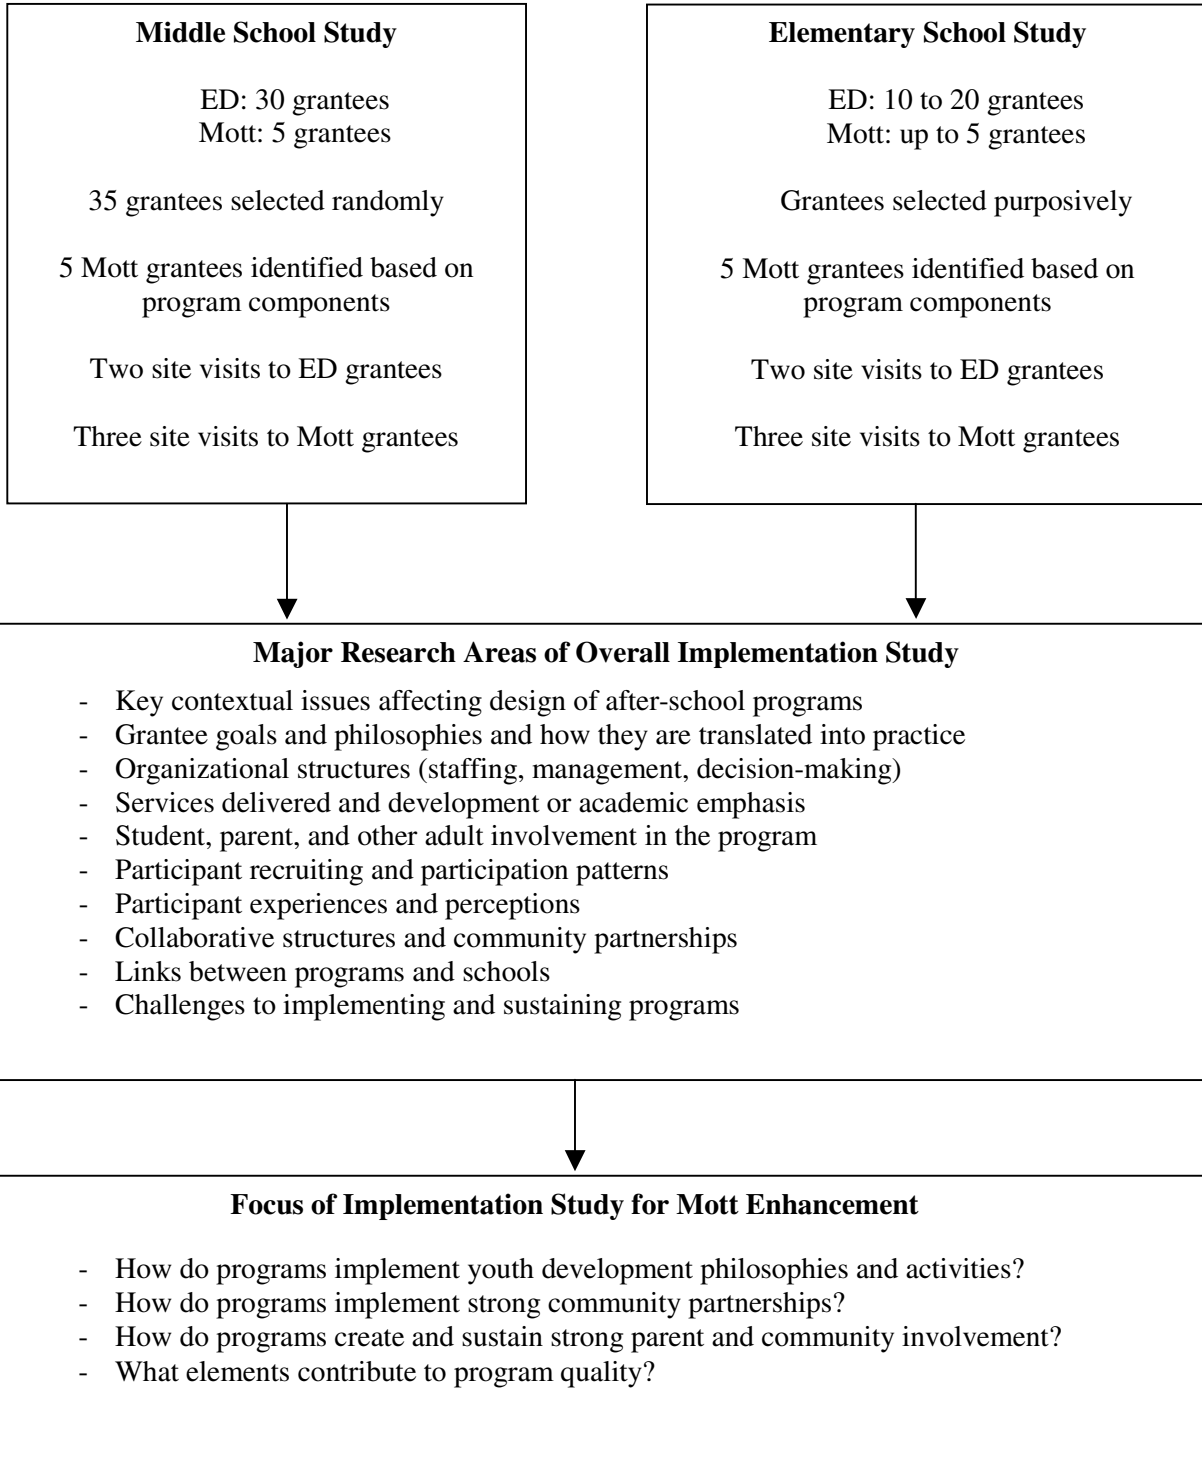 Middle School Study
ED: 30 grantees
Mott: 5 grantees
35 grantees selected randomly
5 Mott grantees identified based on
program components
Two site visits to ED grantees
Three site visits to Mott grantees
Elementary School Study
ED: 10 to 20 grantees
Mott: up to 5 grantees
Grantees selected purposively
5 Mott grantees identified based on
program components
Two site visits to ED grantees
Three site visits to Mott grantees
Major Research Areas of Overall Implementation Study
- Key contextual issues affecting design of after-school programs
- Grantee goals and philosophies and how they are translated into practice
- Organizational structures (staffing, management, decision-making)
- Services delivered and development or academic emphasis
- Student, parent, and other adult involvement in the program
- Participant recruiting and participation patterns
- Participant experiences and perceptions
- Collaborative structures and community partnerships
- Links between programs and schools
- Challenges to implementing and sustaining programs
Focus of Implementation Study for Mott Enhancement
- How do programs implement youth development philosophies and activities?
- How do programs implement strong community partnerships?
- How do programs create and sustain strong parent and community involvement?
- What elements contribute to program quality?